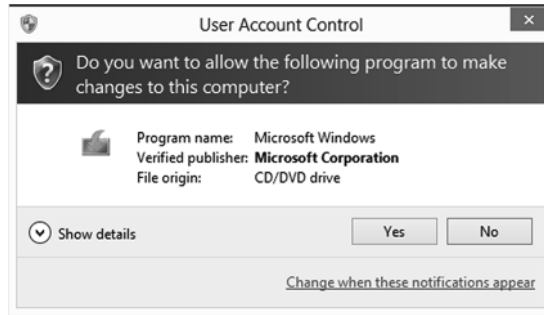 User Account Control
Do you want to allow the following program to make
changes to this computer?
Program name: Microsoft Windows
Verified publisher: Microsoft Corporation
File origin: CD/DVD drive
Show details
Yes No
Change when these notifications appear